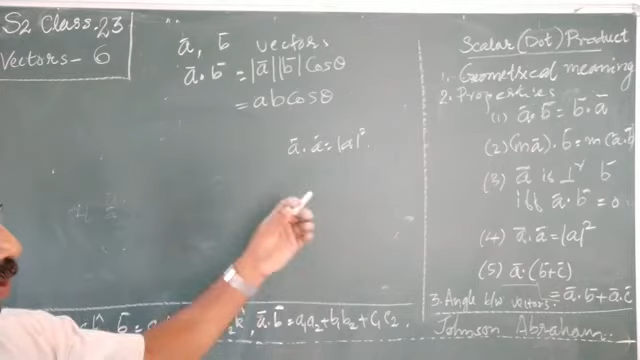 S2 Class.23
Vectors-6
ā, b̄ vectors
ā.b̄ = |ā||b̄| Cosθ
= abcosθ
ā.ā = |a|².
b̄ =
ā.b̄ = a₁a₂+b₁b₂+C₁C₂.
Scalar (Dot) Product
1. Geometrical meaning
2. Properties
(1) ā.b̄ = b̄.ā
(2) (mā).b̄ = m(ā.b̄
(3) ā is ⊥ʳ b̄
iff ā.b̄ = 0
(4) ā.ā = |a|²
(5) ā.(b̄+c̄)
= ā.b̄+ā.c̄
3. Angle b/w vectors
Johnson Abraham